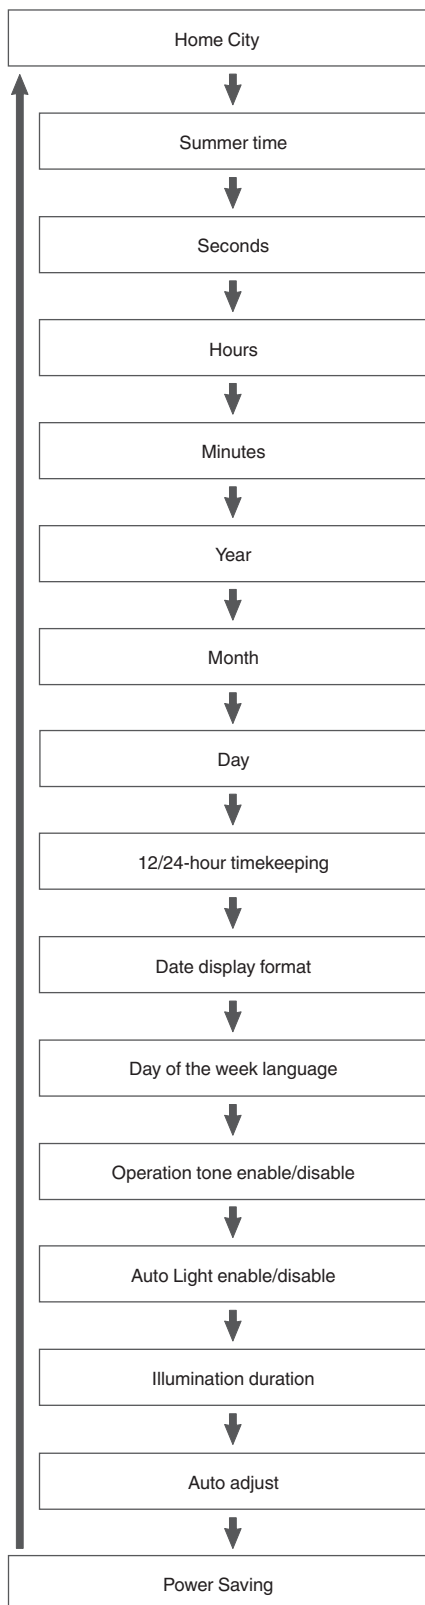 Home City
Summer time
Seconds
Hours
Minutes
Year
Month
Day
12/24-hour timekeeping
Date display format
Day of the week language
Operation tone enable/disable
Auto Light enable/disable
Illumination duration
Auto adjust
Power Saving